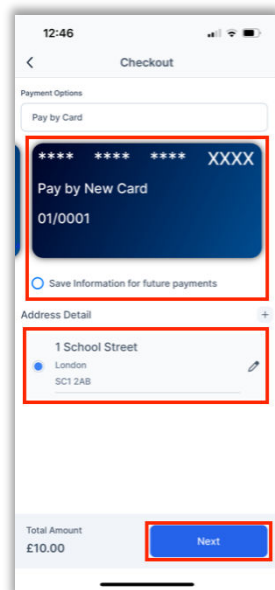 12:46
Checkout
Payment Options
Pay by Card
**** **** **** XXXX
Pay by New Card
01/0001
Save Information for future payments
Address Detail +
1 School Street
London
SC1 2AB
Total Amount
£10.00
Next